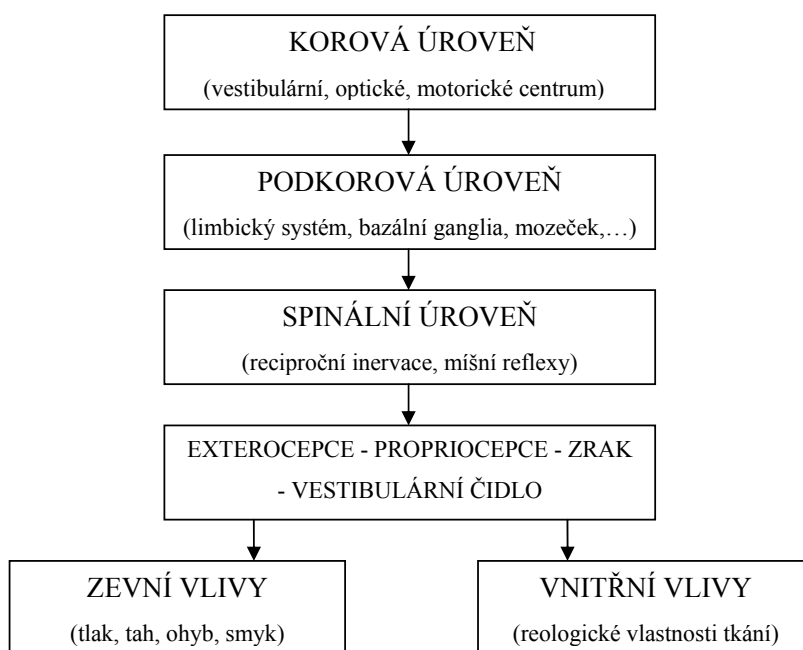 KOROVÁ ÚROVEŇ
(vestibulární, optické, motorické centrum)
PODKOROVÁ ÚROVEŇ
(limbický systém, bazální ganglia, mozeček,…)
SPINÁLNÍ ÚROVEŇ
(reciproční inervace, míšní reflexy)
EXTEROCEPCE - PROPRIOCEPCE - ZRAK
- VESTIBULÁRNÍ ČIDLO
ZEVNÍ VLIVY
(tlak, tah, ohyb, smyk)
VNITŘNÍ VLIVY
(reologické vlastnosti tkání)